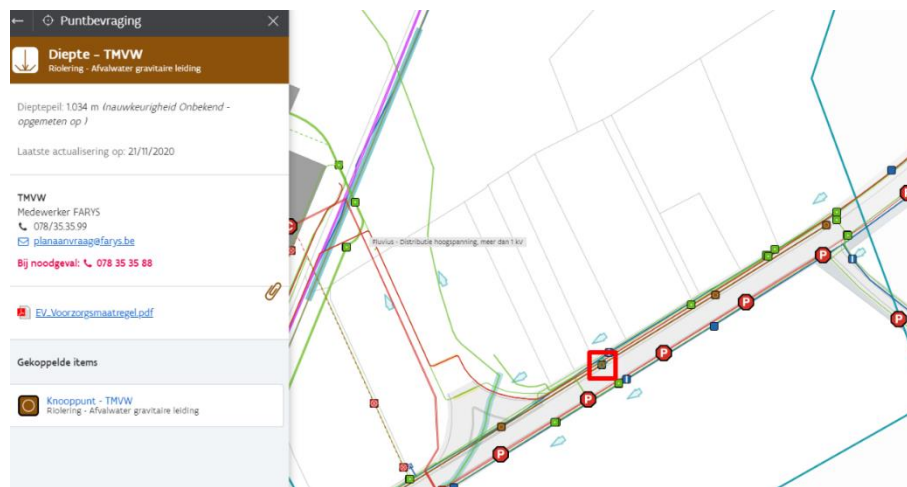 Puntbevraging
Diepte - TMVW
Riolering - Afvalwater gravitaire leiding
Dieptepeil: 1.034 m (nauwkeurigheid Onbekend -
opgemeten op )
Laatste actualisering op: 21/11/2020
TMVW
Medewerker FARYS
078/35.35.99
planaanvraag@farys.be
Bij noodgeval: 078 35 35 88
EV_Voorzorgsmaatregel.pdf
Gekoppelde items
Knooppunt - TMVW
Riolering - Afvalwater gravitaire leiding
Fluvius - Distributie hoogspanning, meer dan 1 kV
P
P
P
P
P
P